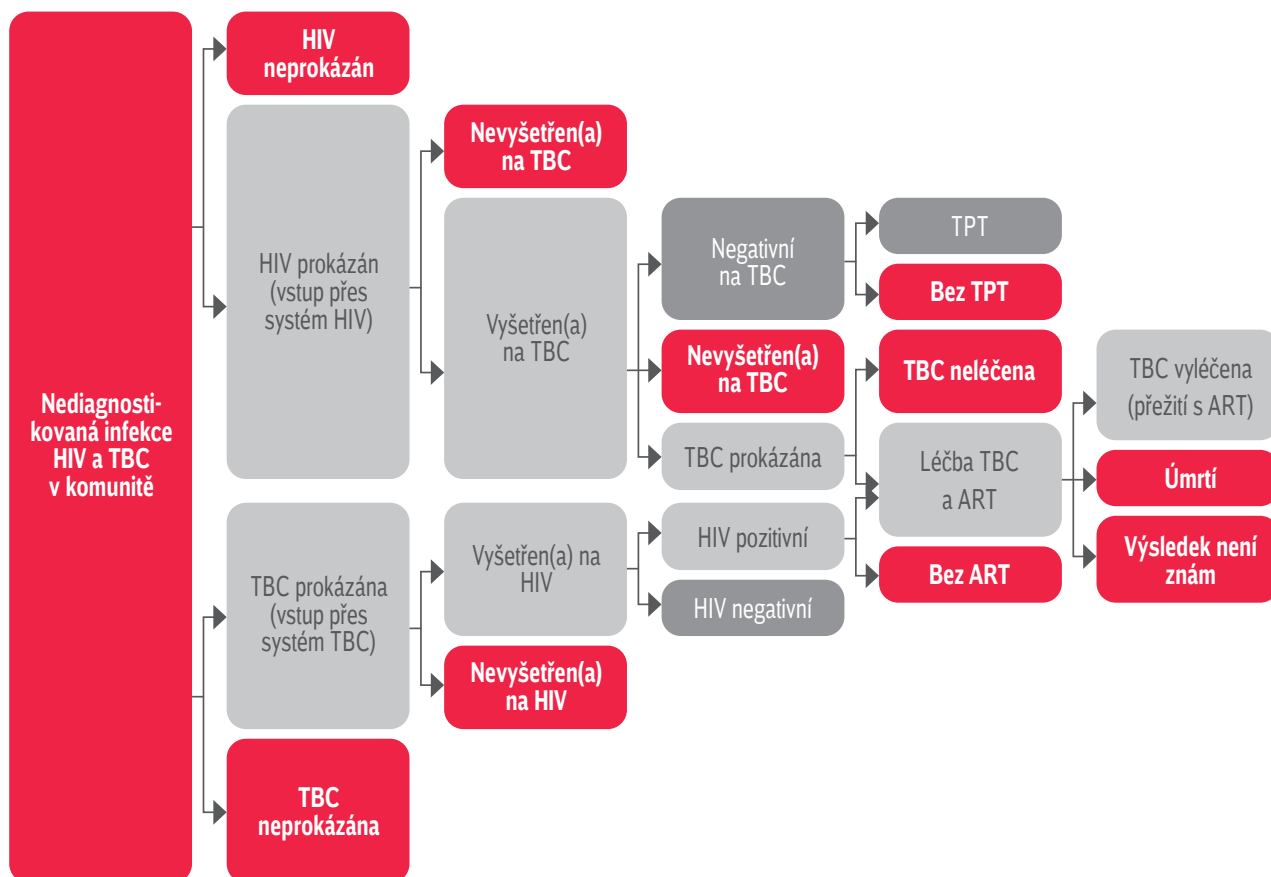 Nediagnosti-
kovaná infekce
HIV a TBC
v komunitě
HIV
neprokázán
HIV prokázán
(vstup přes
systém HIV)
TBC prokázána
(vstup přes
systém TBC)
TBC
neprokázána
Nevyšetřen(a)
na TBC
Vyšetřen(a)
na TBC
Vyšetřen(a) na
HIV
Nevyšetřen(a)
na HIV
Negativní
na TBC
Nevyšetřen(a)
na TBC
TBC prokázána
HIV pozitivní
HIV negativní
TPT
Bez TPT
TBC neléčena
Léčba TBC
a ART
Bez ART
TBC vyléčena
(přežití s ART)
Úmrtí
Výsledek není
znám